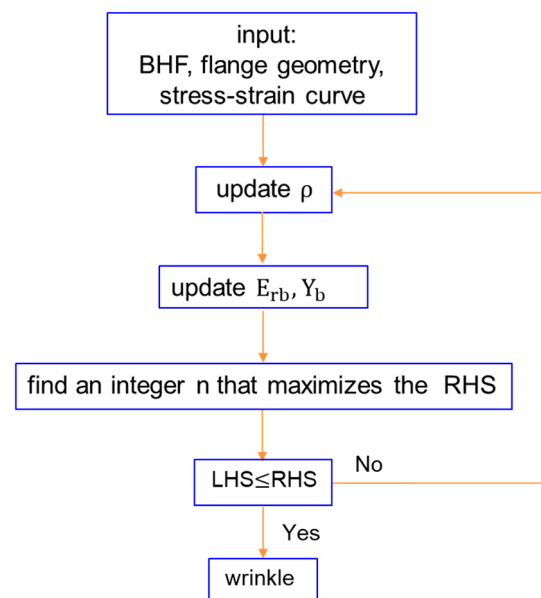 input:
BHF, flange geometry,
stress-strain curve
update ρ
update E_rb, Y_b
find an integer n that maximizes the RHS
LHS≤RHS
No
Yes
wrinkle